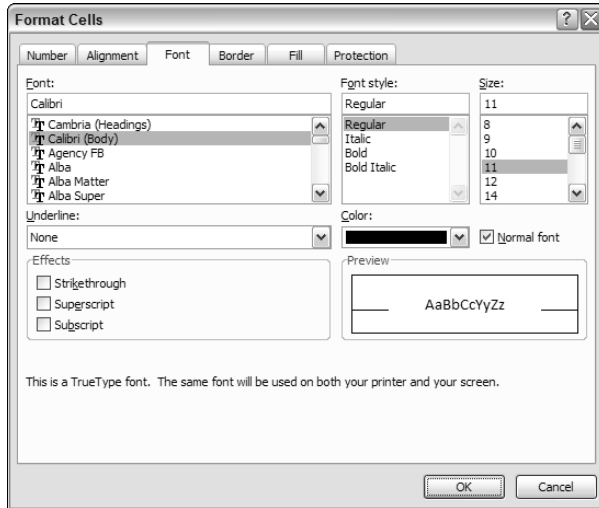 Format Cells
Number Alignment Font Border Fill Protection
Font: Font style: Size:
Calibri Regular 11
Cambria (Headings) Regular 8
Calibri (Body) Italic 9
Agency FB Bold 10
Alba Bold Italic 11
Alba Matter 12
Alba Super 14
Underline: Color:
None Normal font
Effects Preview
Strikethrough
Superscript AaBbCcYyZz
Subscript
This is a TrueType font. The same font will be used on both your printer and your screen.
OK Cancel